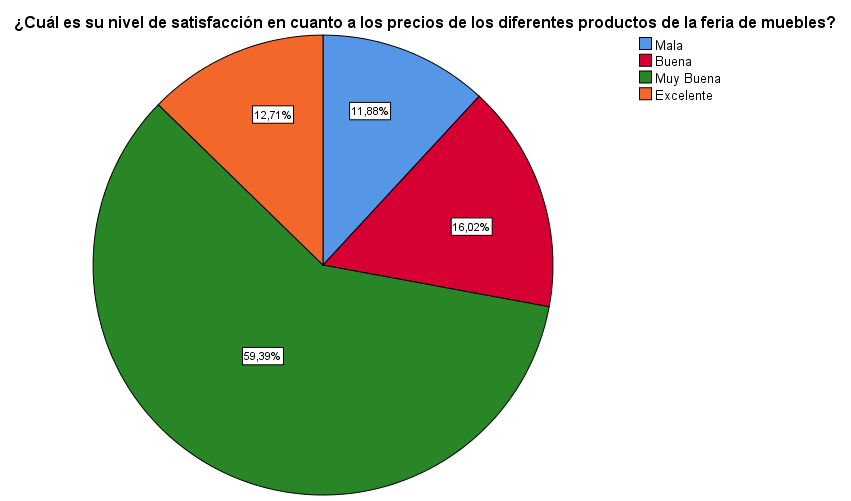 ¿Cuál es su nivel de satisfacción en cuanto a los precios de los diferentes productos de la feria de muebles?
Mala
Buena
Muy Buena
Excelente
12,71%
11,88%
16,02%
59,39%